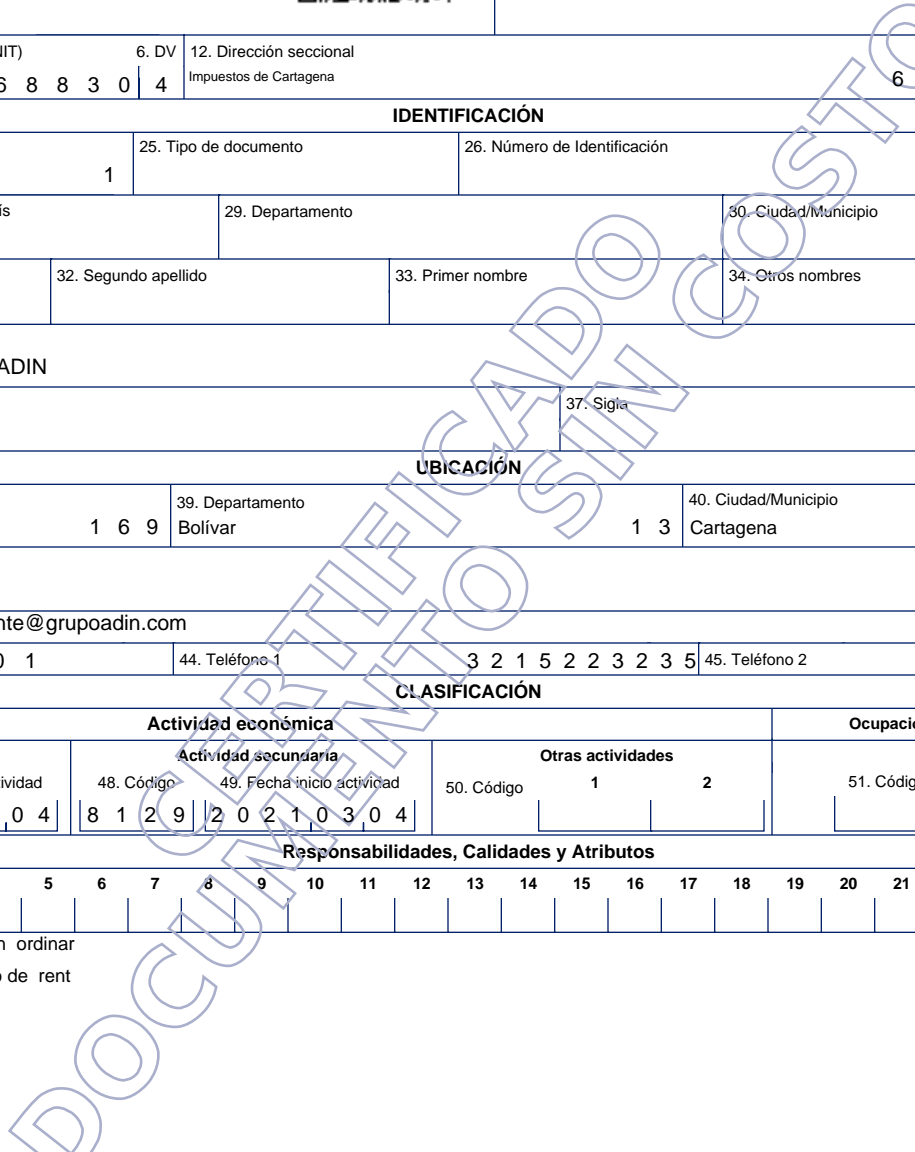 NIT) 6. DV 12. Dirección seccional
6 8 8 3 0 4 Impuestos de Cartagena 6
IDENTIFICACIÓN
25. Tipo de documento 26. Número de Identificación
1
ís 29. Departamento 30. Ciudad/Municipio
32. Segundo apellido 33. Primer nombre 34. Otros nombres
ADIN
37. Sigla
UBICACIÓN
39. Departamento 40. Ciudad/Municipio
1 6 9 Bolívar 1 3 Cartagena
nte@grupoadin.com
0 1 44. Teléfono 1 3 2 1 5 2 2 3 2 3 5 45. Teléfono 2
CLASIFICACIÓN
Actividad económica Ocupació
Actividad secundaria Otras actividades
tividad 48. Código 49. Fecha inicio actividad 50. Código 1 2 51. Códig
0 4 8 1 2 9 2 0 2 1 0 3 0 4
Responsabilidades, Calidades y Atributos
5 6 7 8 9 10 11 12 13 14 15 16 17 18 19 20 21
n ordinar
o de rent
CERTIFICADO
DOCUMENTO SIN COSTO